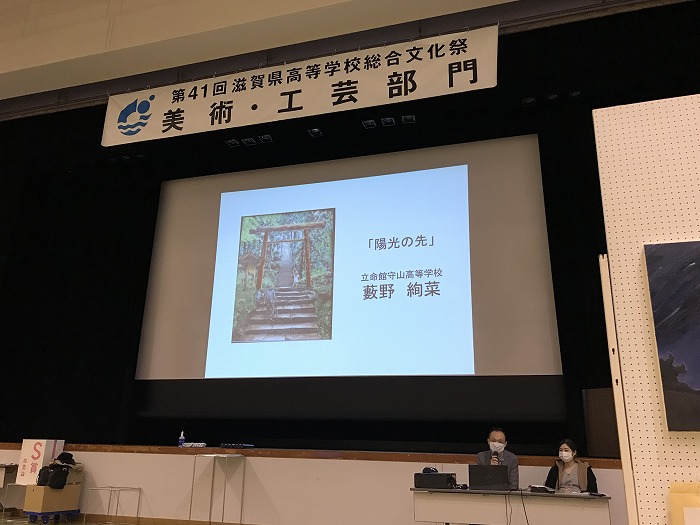 第41回 滋賀県高等学校総合文化祭
美術・工芸部門
「陽光の先」
立命館守山高等学校
藪野 絢菜
S賞